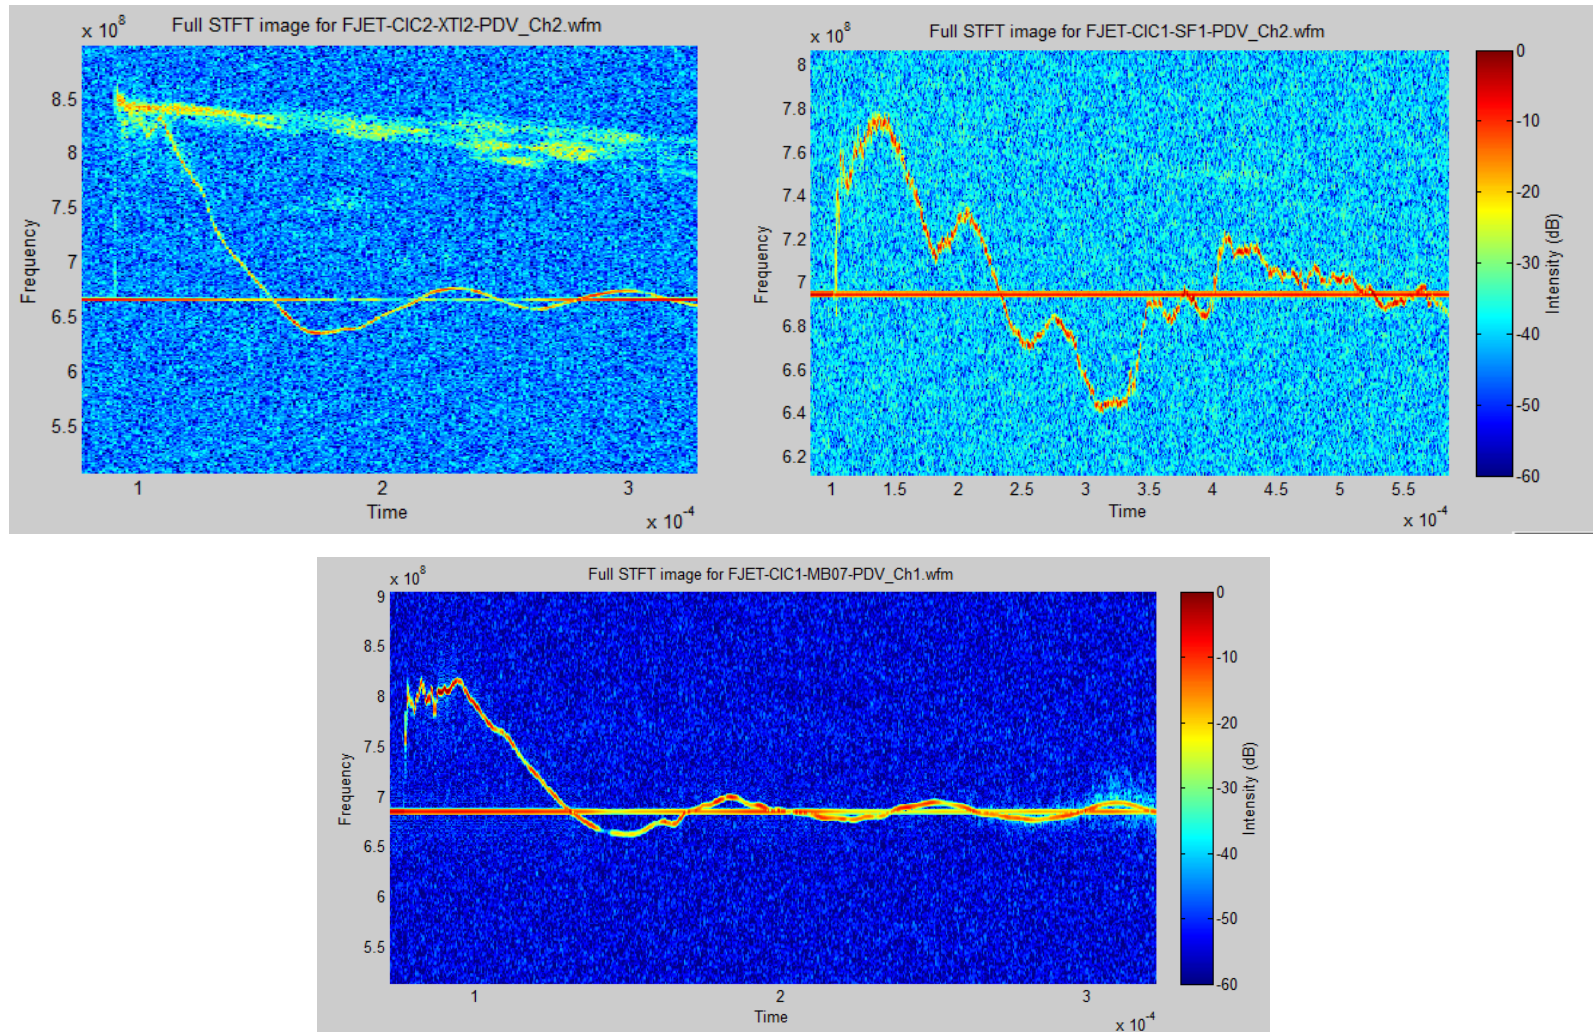 Full STFT image for FJET-CIC2-XTI2-PDV_Ch2.wfm
x 10^8
8.5
8
7.5
7
6.5
6
5.5
Frequency
1 2 3
Time
x 10^-4
Full STFT image for FJET-CIC1-SF1-PDV_Ch2.wfm
x 10^8
8
7.8
7.6
7.4
7.2
7
6.8
6.6
6.4
6.2
Frequency
1 1.5 2 2.5 3 3.5 4 4.5 5 5.5
Time
x 10^-4
0
-10
-20
-30
-40
-50
-60
Intensity (dB)
Full STFT image for FJET-CIC1-MB07-PDV_Ch1.wfm
x 10^8
9
8.5
8
7.5
7
6.5
6
5.5
Frequency
1 2 3
Time
x 10^-4
0
-10
-20
-30
-40
-50
-60
Intensity (dB)